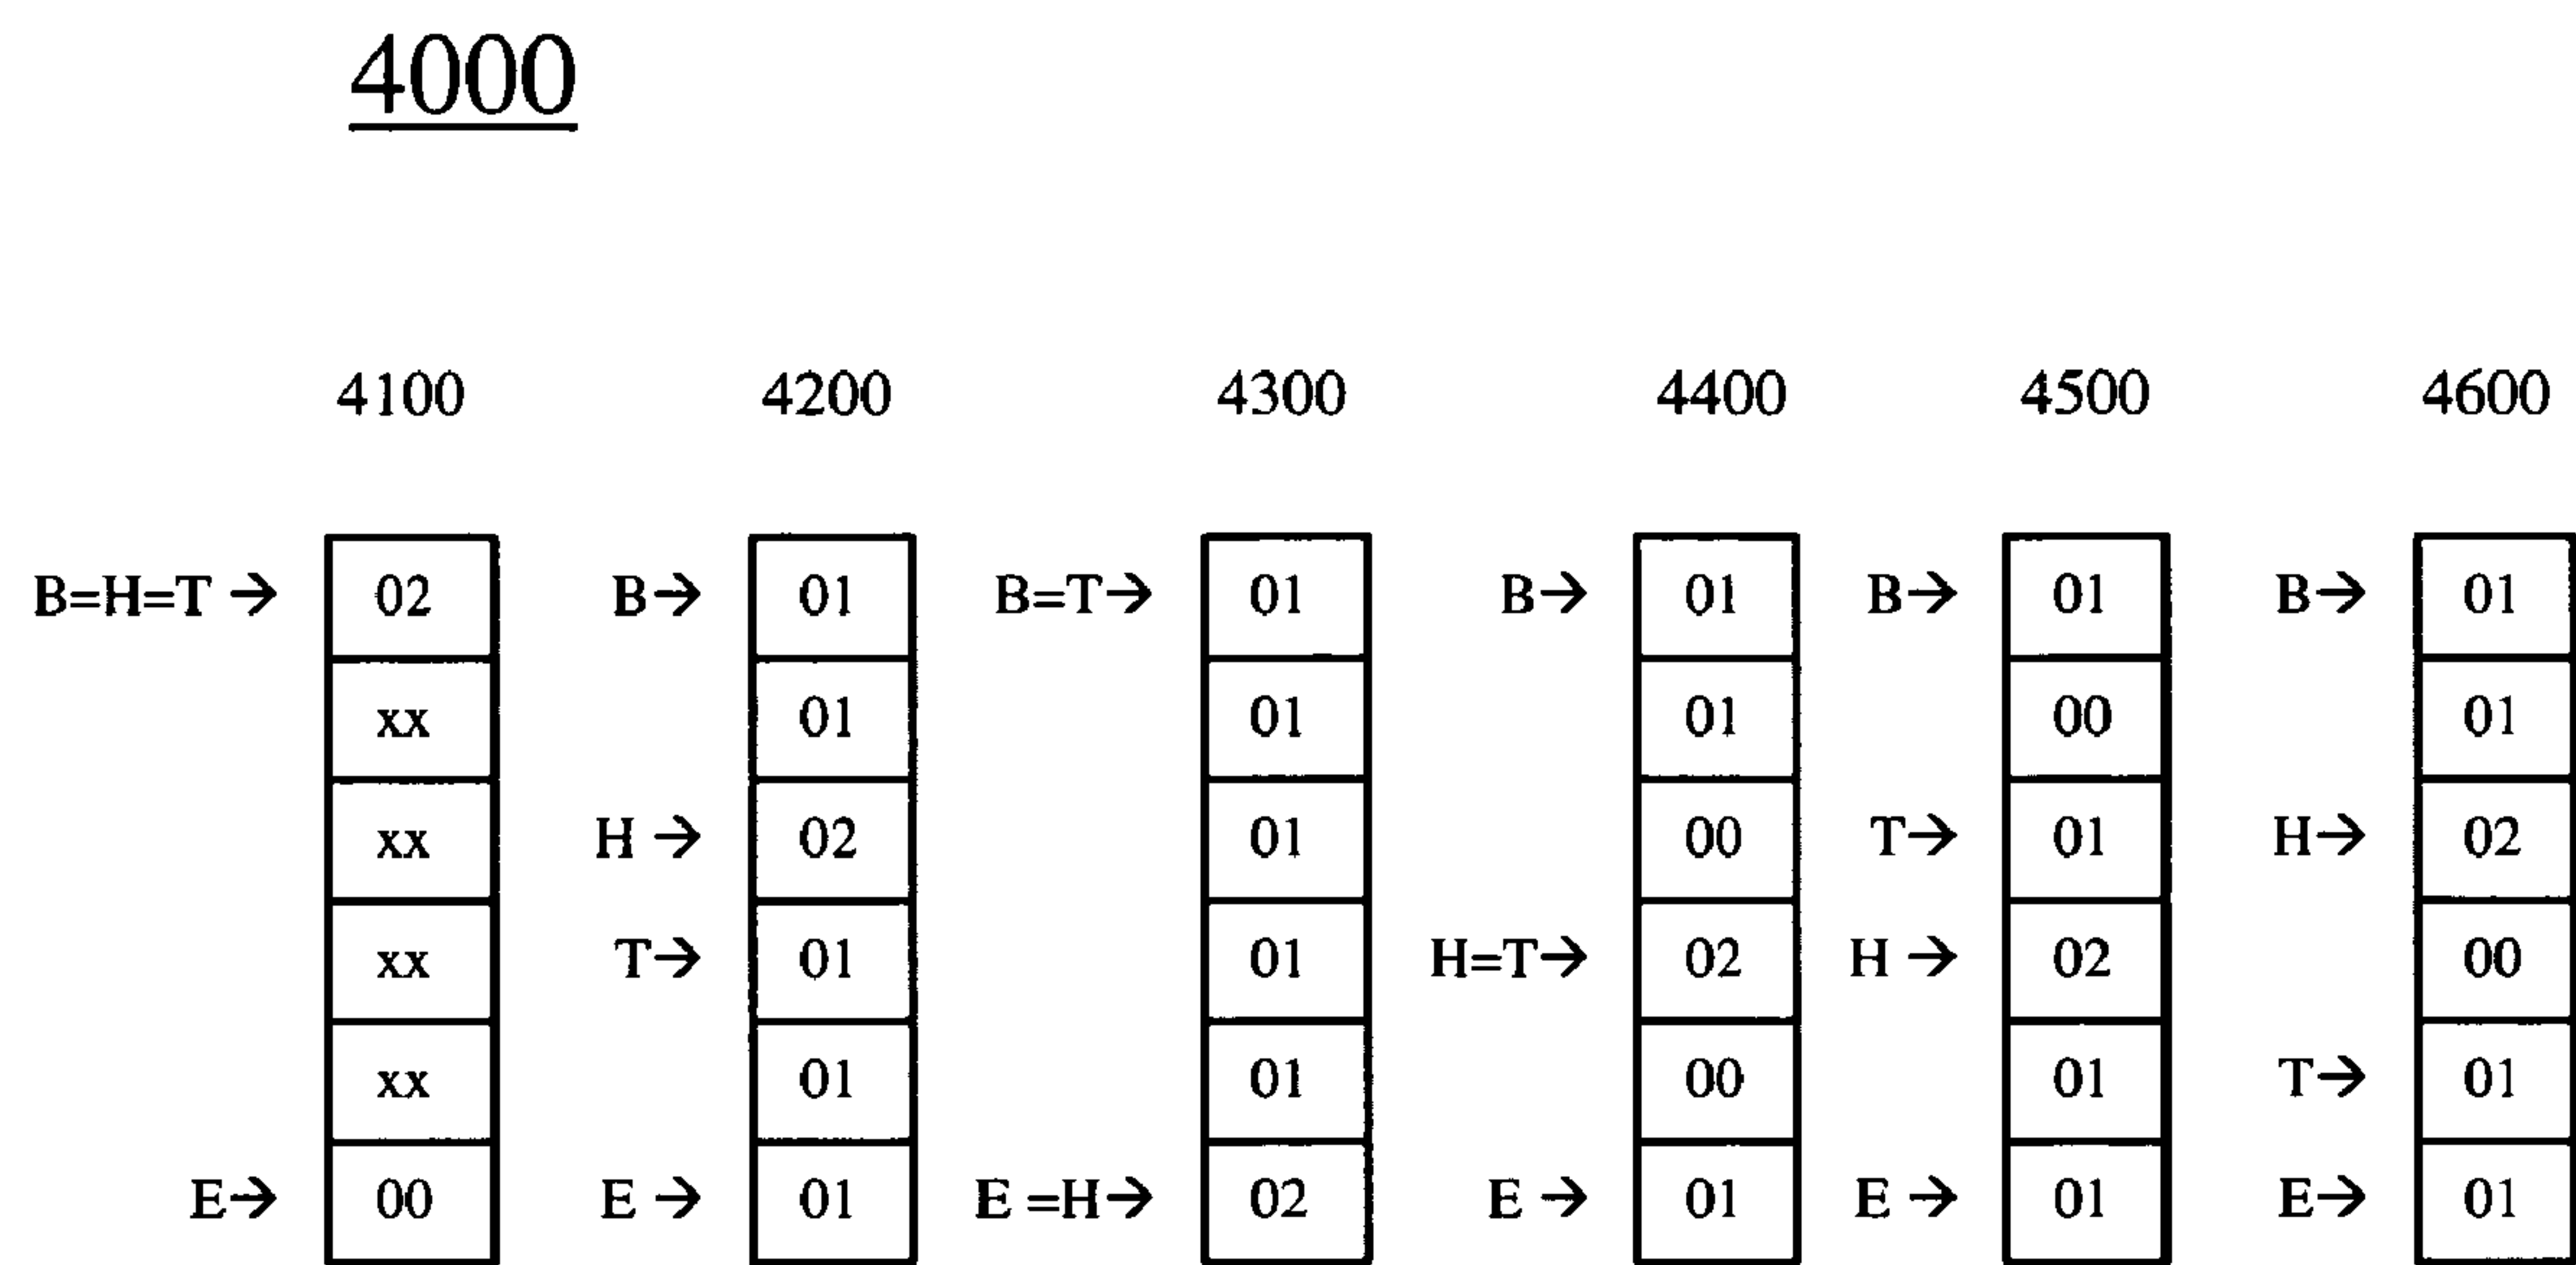 4000
4100 4200 4300 4400 4500 4600
B=H=T → 02 B→ 01 B=T→ 01 B→ 01 B→ 01 B→ 01
xx 01 01 01 00 01
xx H → 02 01 00 T→ 01 H→ 02
xx T→ 01 01 H=T→ 02 H → 02 00
xx 01 01 00 01 T→ 01
E→ 00 E → 01 E =H→ 02 E → 01 E → 01 E→ 01